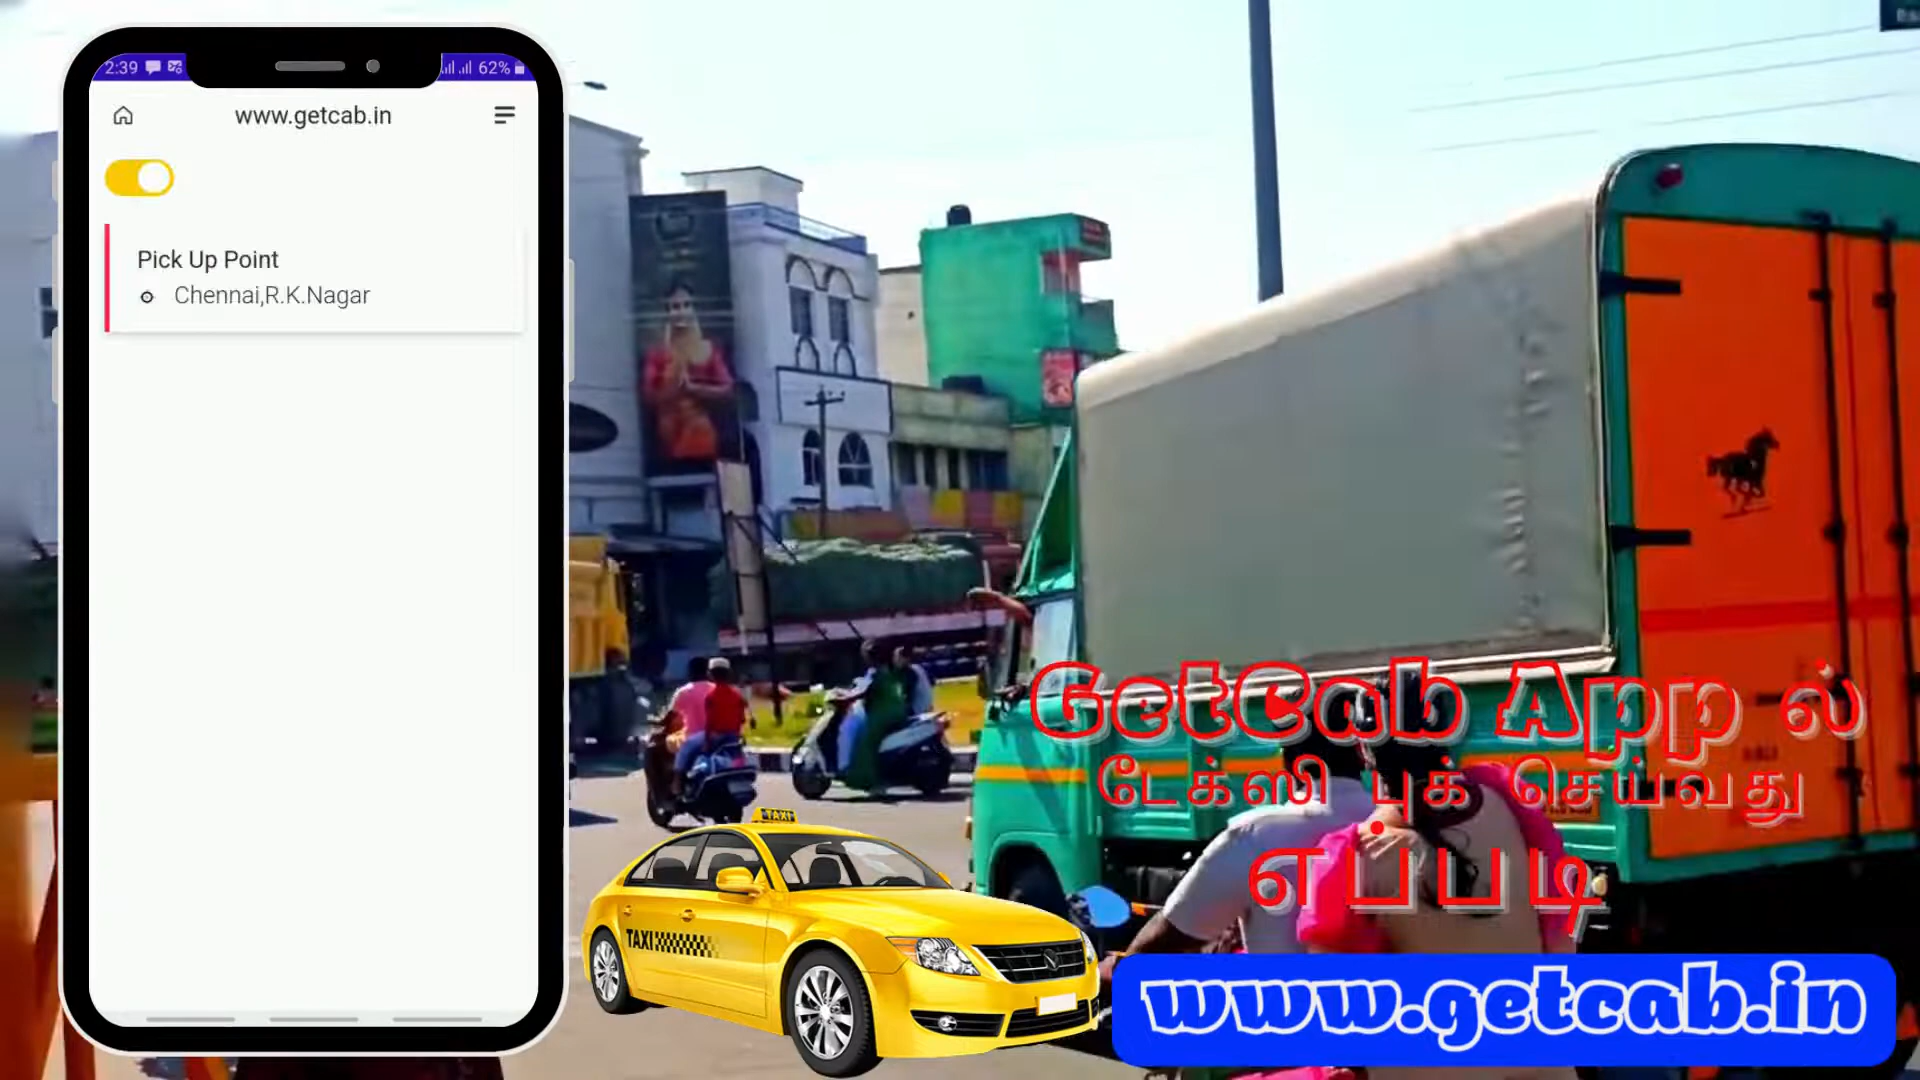 2:39
62%
www.getcab.in
Pick Up Point
Chennai,R.K.Nagar
GetCab App ல்
டேக்ஸி புக் செய்வது
எப்படி
TAXI
TAXI
www.getcab.in